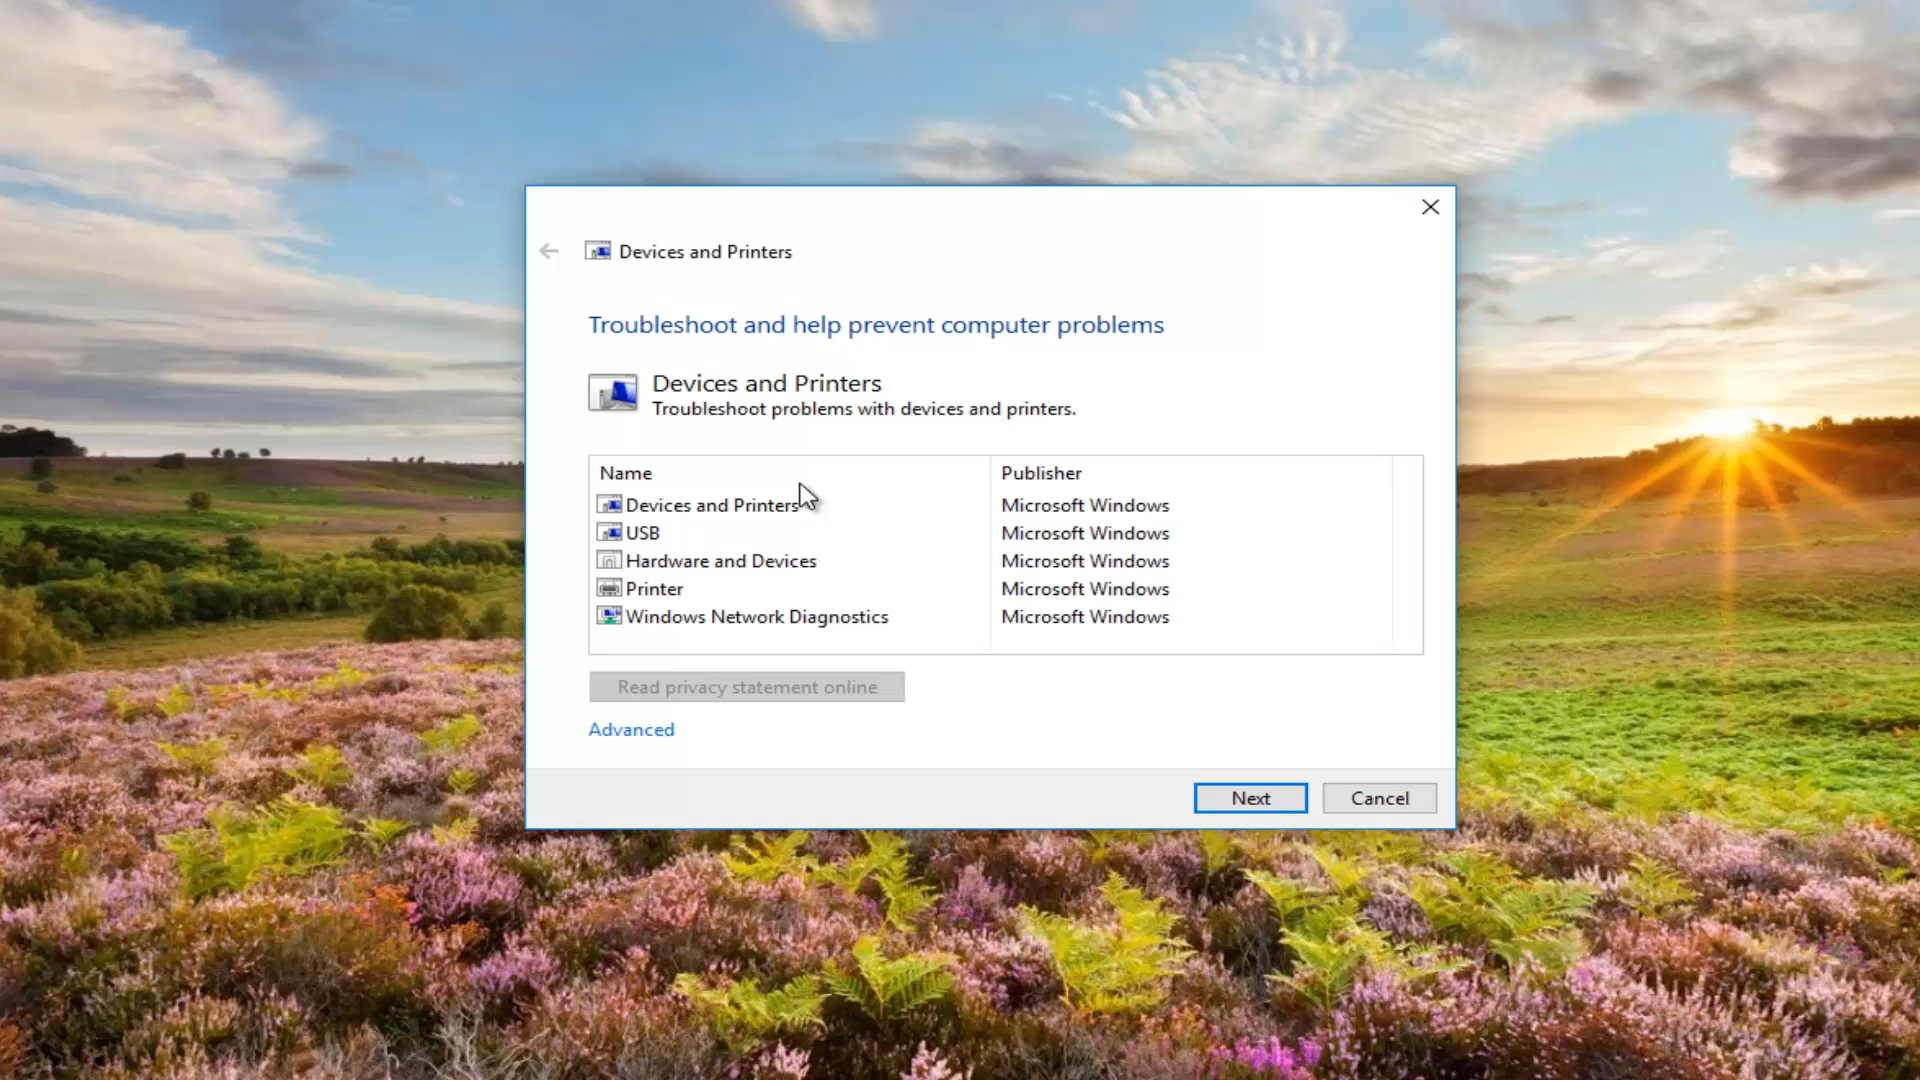 Devices and Printers
Troubleshoot and help prevent computer problems
Devices and Printers
Troubleshoot problems with devices and printers.
Name Publisher
Devices and Printers Microsoft Windows
USB Microsoft Windows
Hardware and Devices Microsoft Windows
Printer Microsoft Windows
Windows Network Diagnostics Microsoft Windows
Read privacy statement online
Advanced
Next Cancel